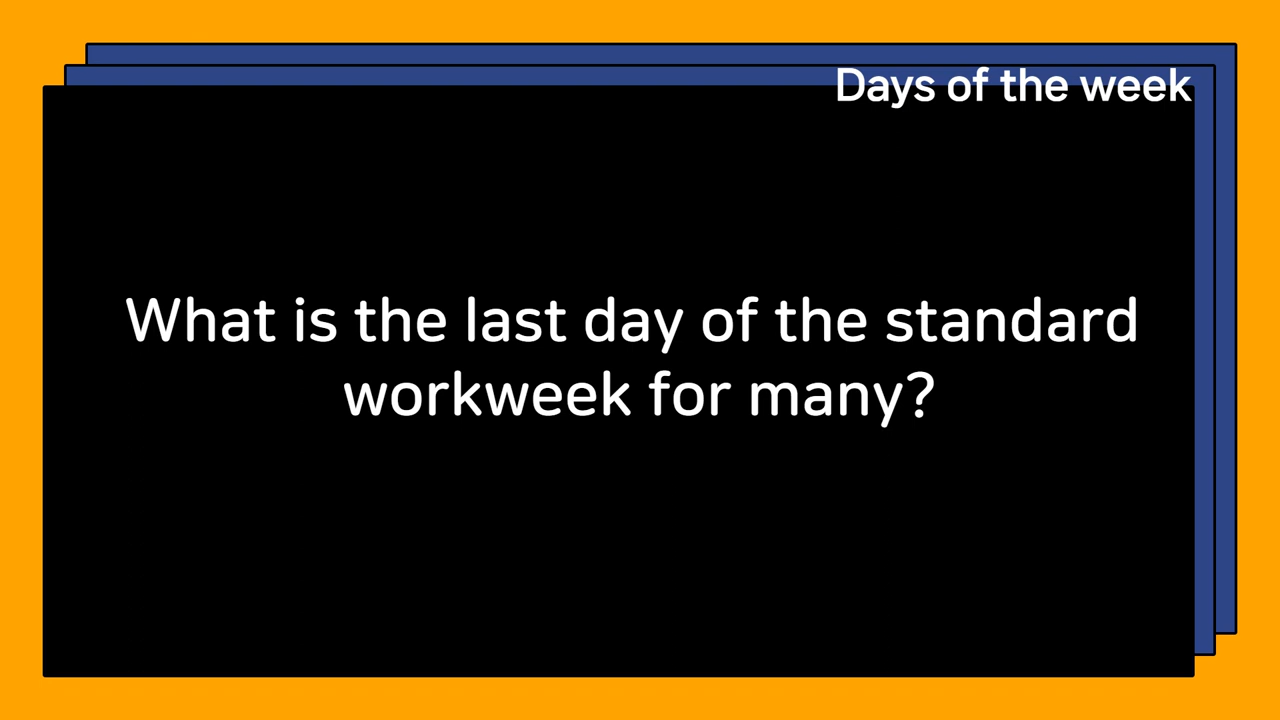 Days of the week
What is the last day of the standard
workweek for many?